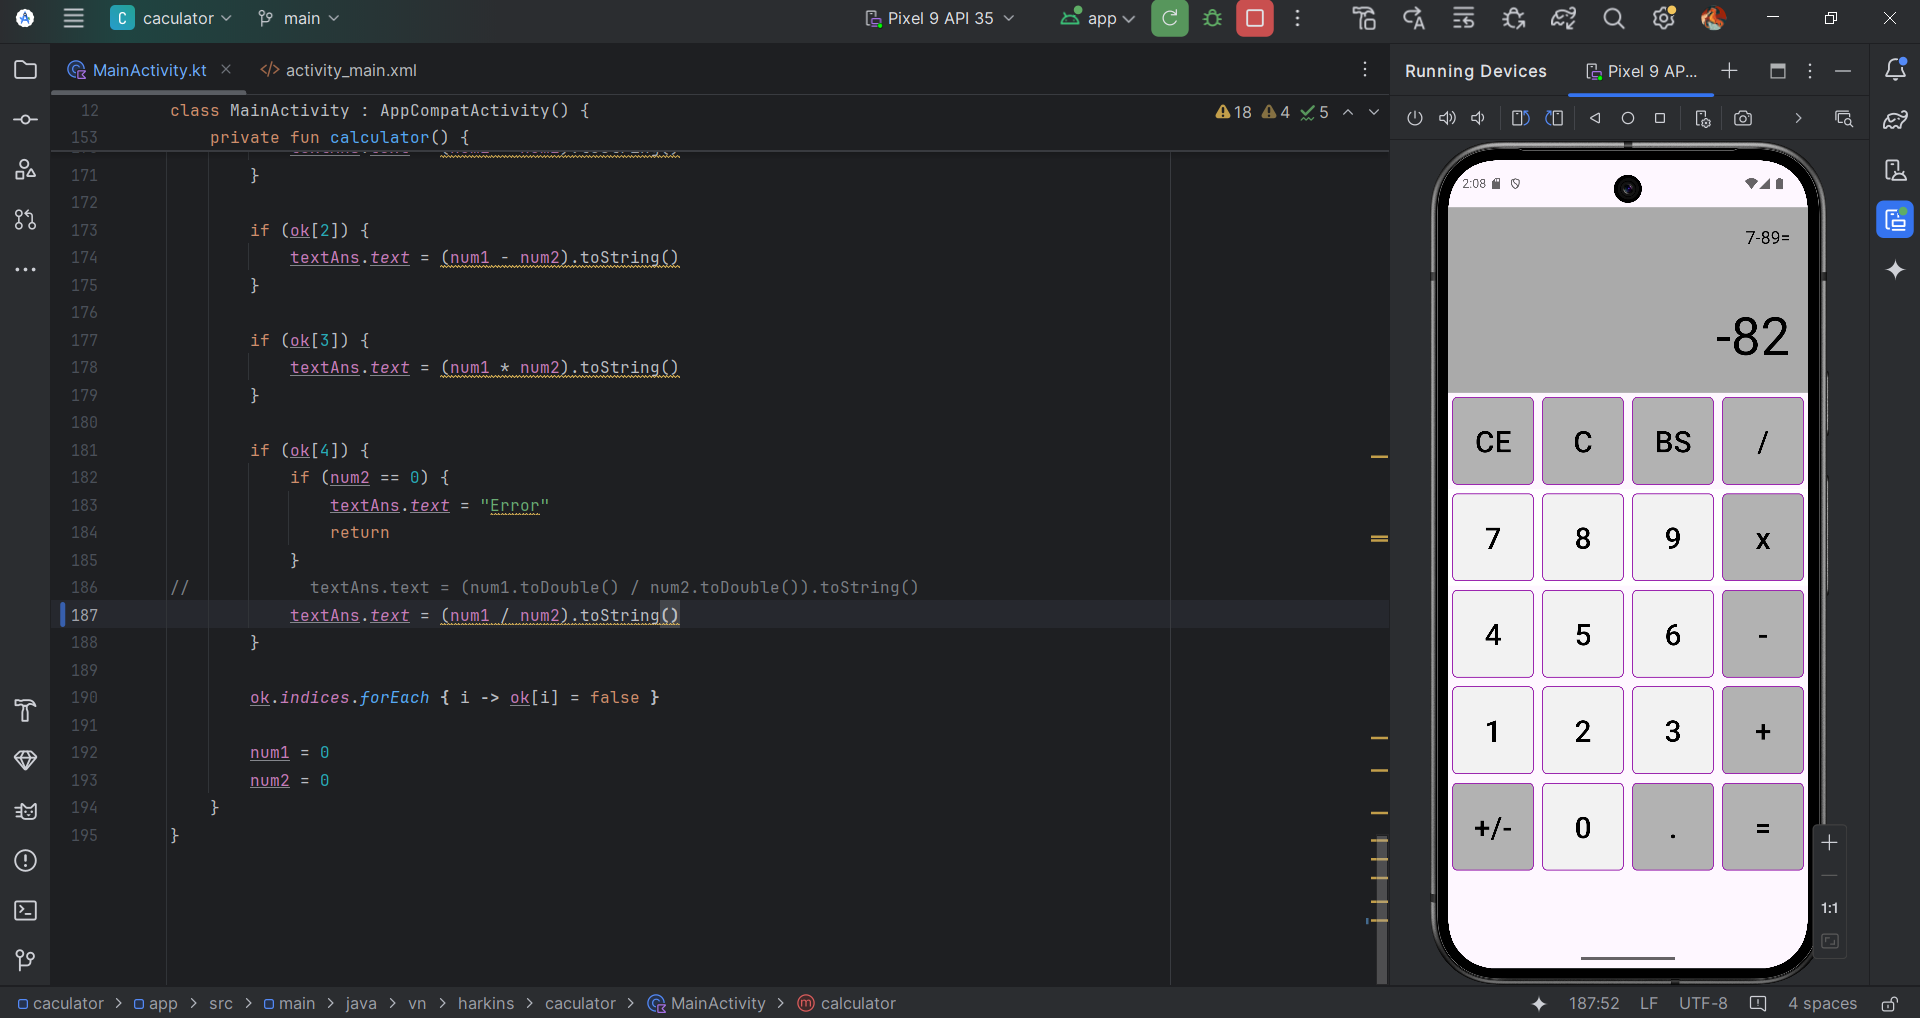 C caculator main Pixel 9 API 35 app
MainActivity.kt activity_main.xml Running Devices Pixel 9 AP...
12 class MainActivity : AppCompatActivity() { 18 4 5
153 private fun calculator() {
171 }
172
173 if (ok[2]) {
174 textAns.text = (num1 - num2).toString()
175 }
176
177 if (ok[3]) {
178 textAns.text = (num1 * num2).toString()
179 }
180
181 if (ok[4]) {
182 if (num2 == 0) {
183 textAns.text = "Error"
184 return
185 }
186 // textAns.text = (num1.toDouble() / num2.toDouble()).toString()
187 textAns.text = (num1 / num2).toString()
188 }
189
190 ok.indices.forEach { i -> ok[i] = false }
191
192 num1 = 0
193 num2 = 0
194 }
195 }
2:08
7-89=
-82
CE C BS /
7 8 9 x
4 5 6 -
1 2 3 +
+/- 0 . =
1:1
caculator > app > src > main > java > vn > harkins > caculator > MainActivity > calculator 187:52 LF UTF-8 4 spaces